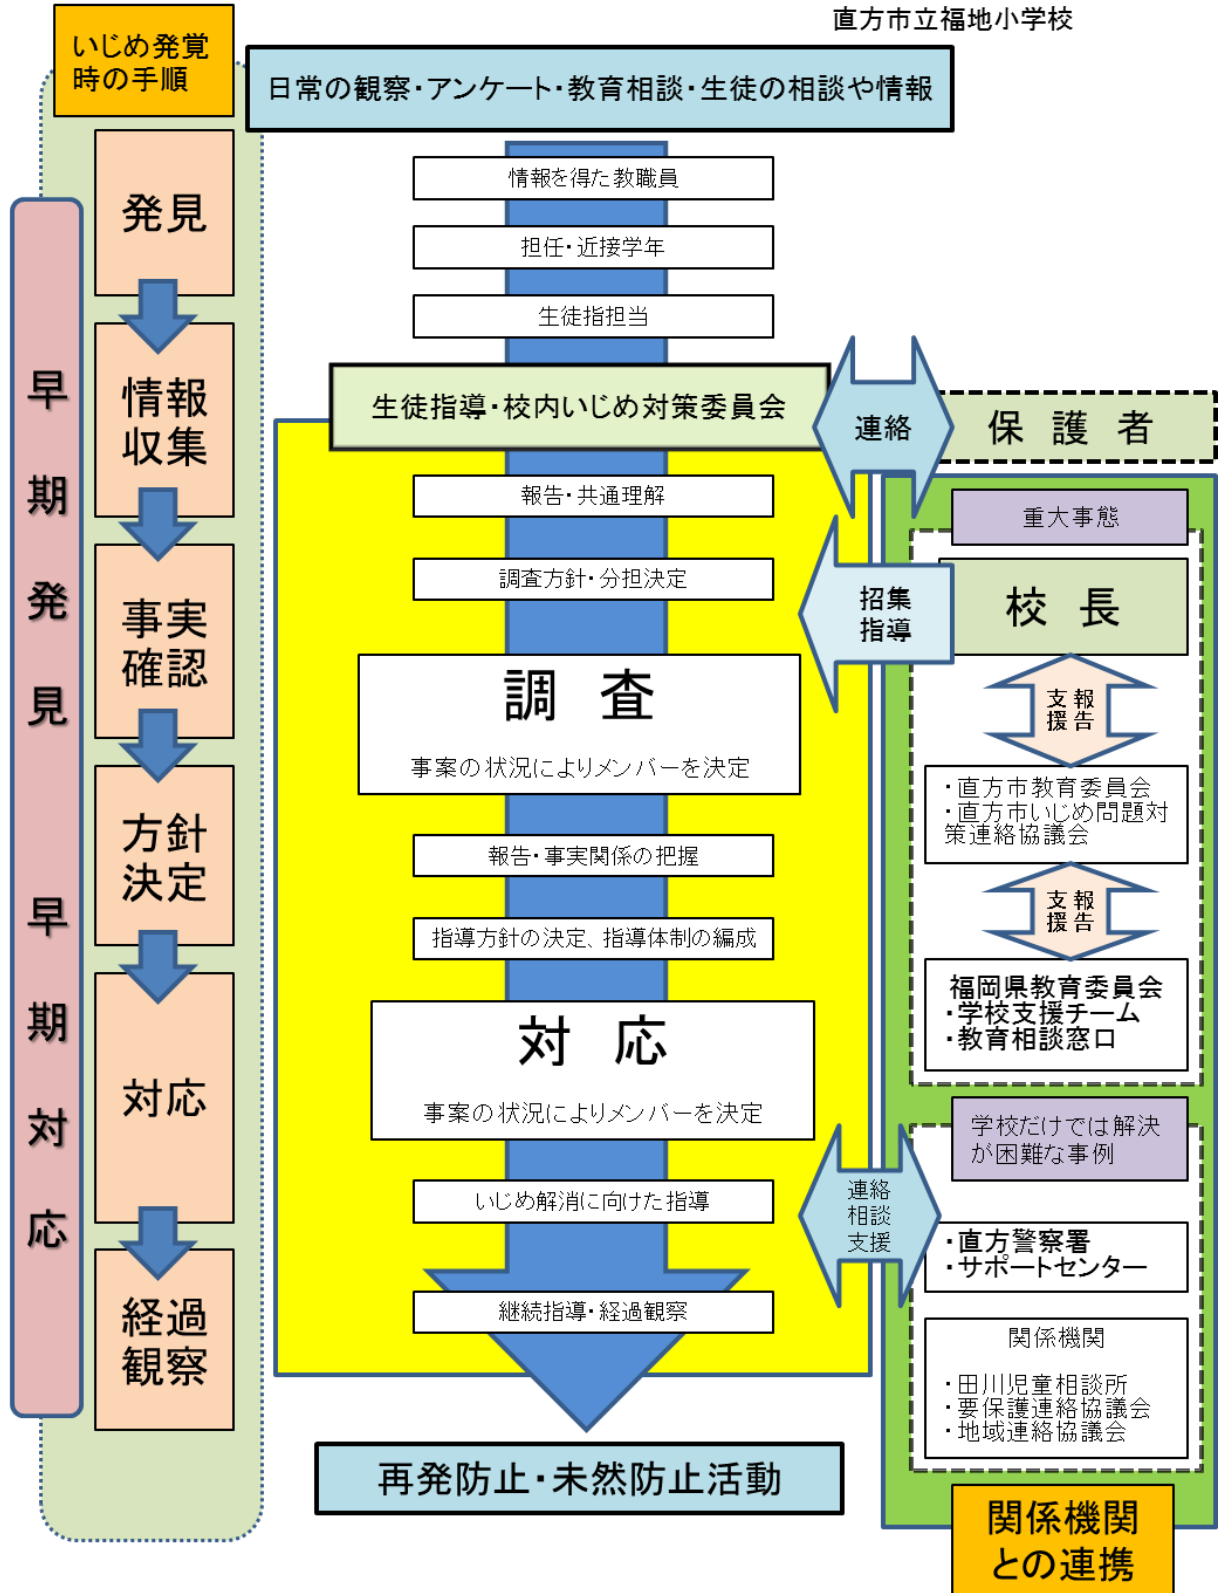 直方市立福地小学校
いじめ発覚
時の手順
日常の観察・アンケート・教育相談・生徒の相談や情報
早期発見 早期対応
発見
情報
収集
事実
確認
方針
決定
対応
経過
観察
情報を得た教職員
担任・近接学年
生徒指担当
生徒指導・校内いじめ対策委員会
連絡
保護者
報告・共通理解
調査方針・分担決定
調査
事案の状況によりメンバーを決定
報告・事実関係の把握
指導方針の決定、指導体制の編成
対応
事案の状況によりメンバーを決定
いじめ解消に向けた指導
継続指導・経過観察
再発防止・未然防止活動
重大事態
招集
指導
校長
支報
援告
・直方市教育委員会
・直方市いじめ問題対
策連絡協議会
支報
援告
福岡県教育委員会
・学校支援チーム
・教育相談窓口
学校だけでは解決
が困難な事例
連絡
相談
支援
・直方警察署
・サポートセンター
関係機関
・田川児童相談所
・要保護連絡協議会
・地域連絡協議会
関係機関
との連携